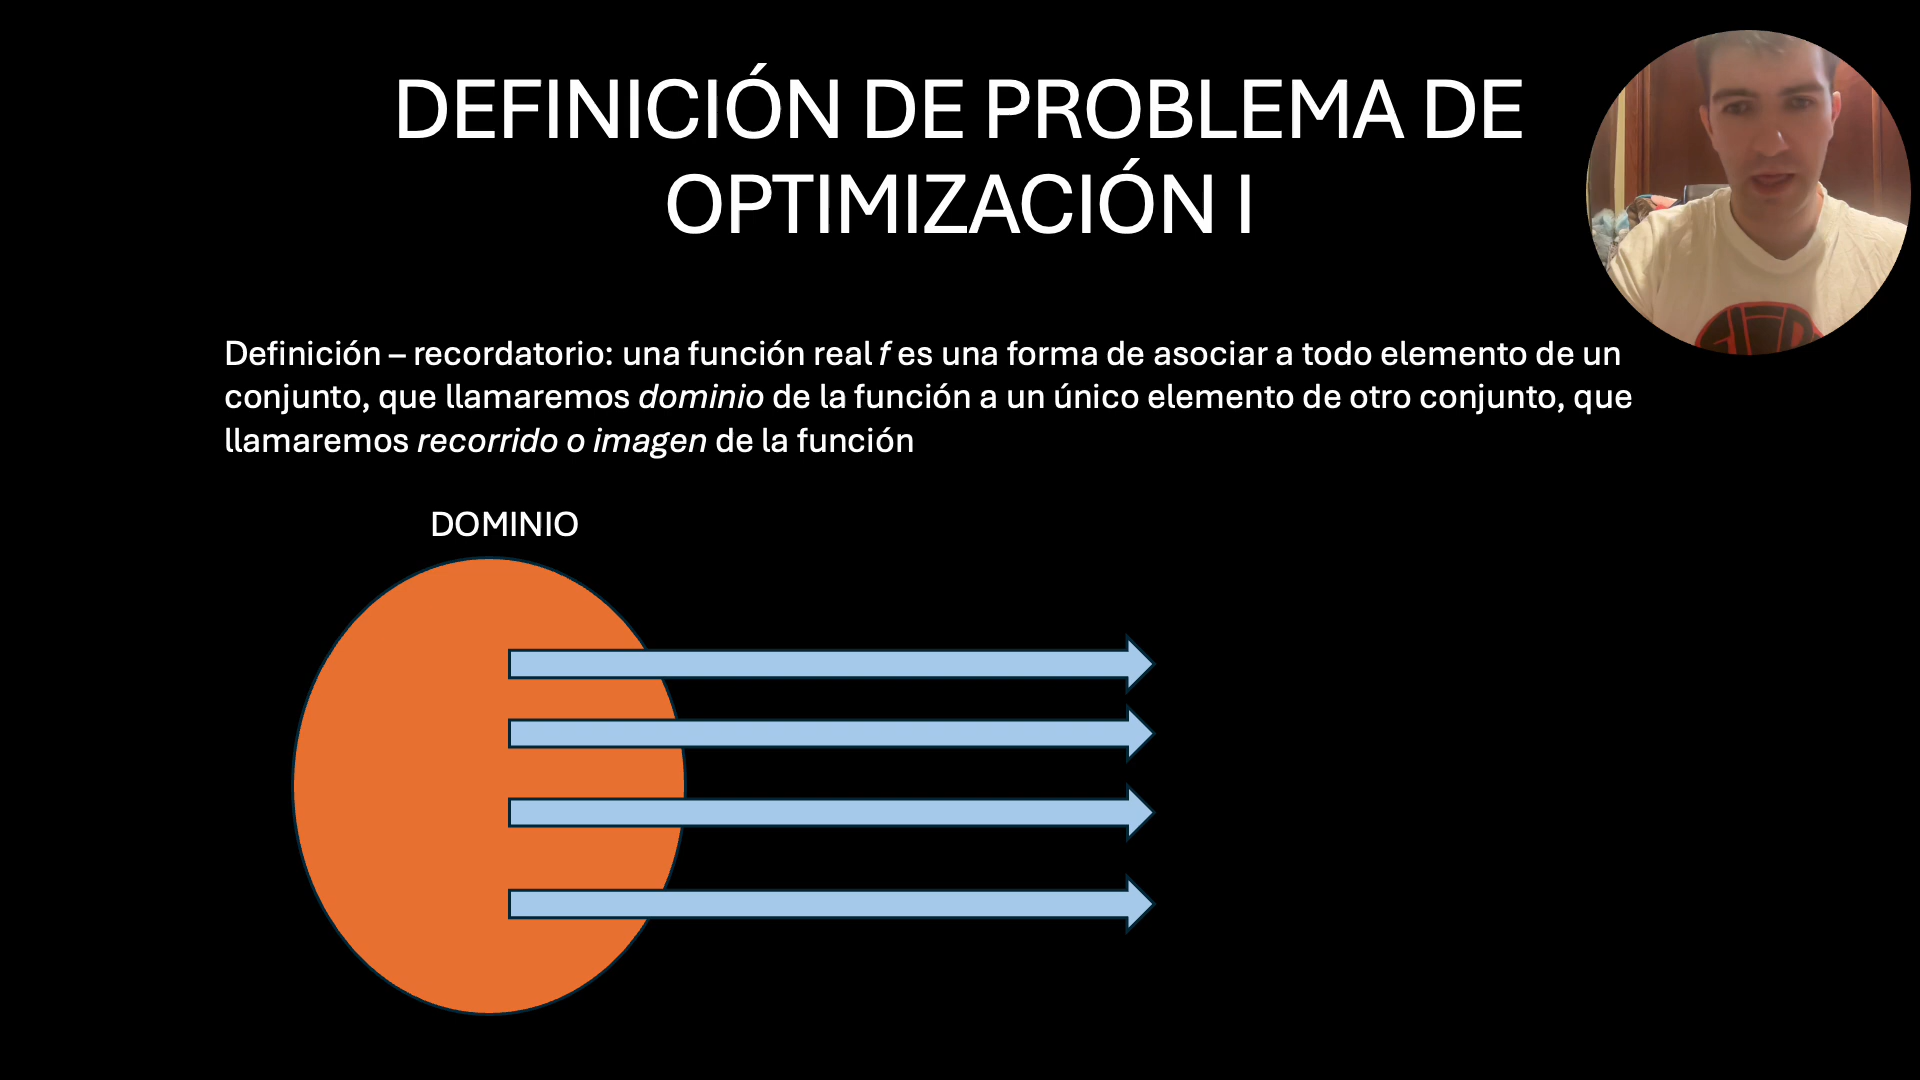 DEFINICIÓN DE PROBLEMA DE
OPTIMIZACIÓN I
Definición – recordatorio: una función real f es una forma de asociar a todo elemento de un
conjunto, que llamaremos dominio de la función a un único elemento de otro conjunto, que
llamaremos recorrido o imagen de la función
DOMINIO